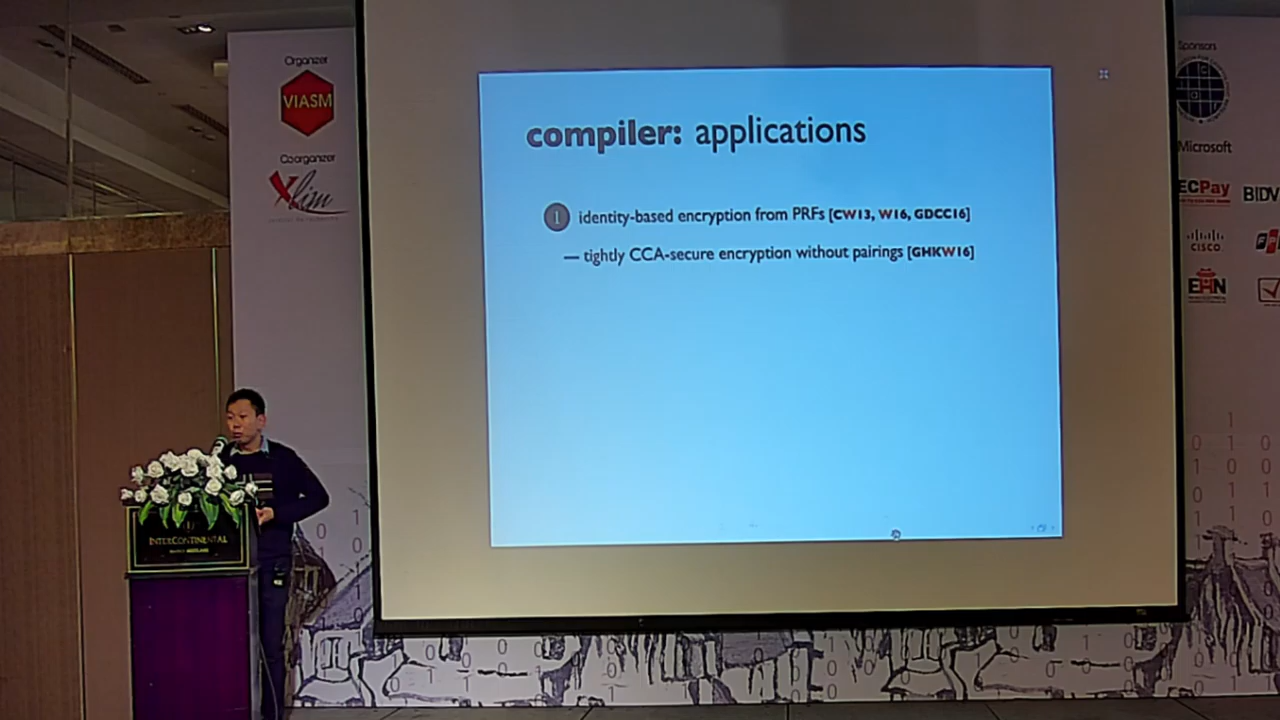 Organizer
VIASM
Coorganizer
Xlim
compiler: applications
1 identity-based encryption from PRFs [CW13, W16, GDCC16]
— tightly CCA-secure encryption without pairings [GHKW16]
Sponsors
Microsoft
ECPay
BIDV
CISCO
INTERCONTINENTAL